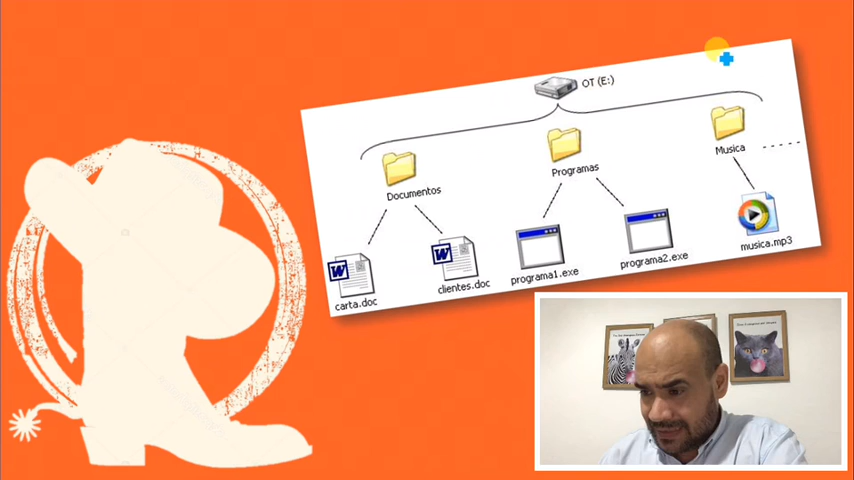 OT (E:)
Documentos
Programas
Musica
carta.doc
clientes.doc
programa1.exe
programa2.exe
musica.mp3